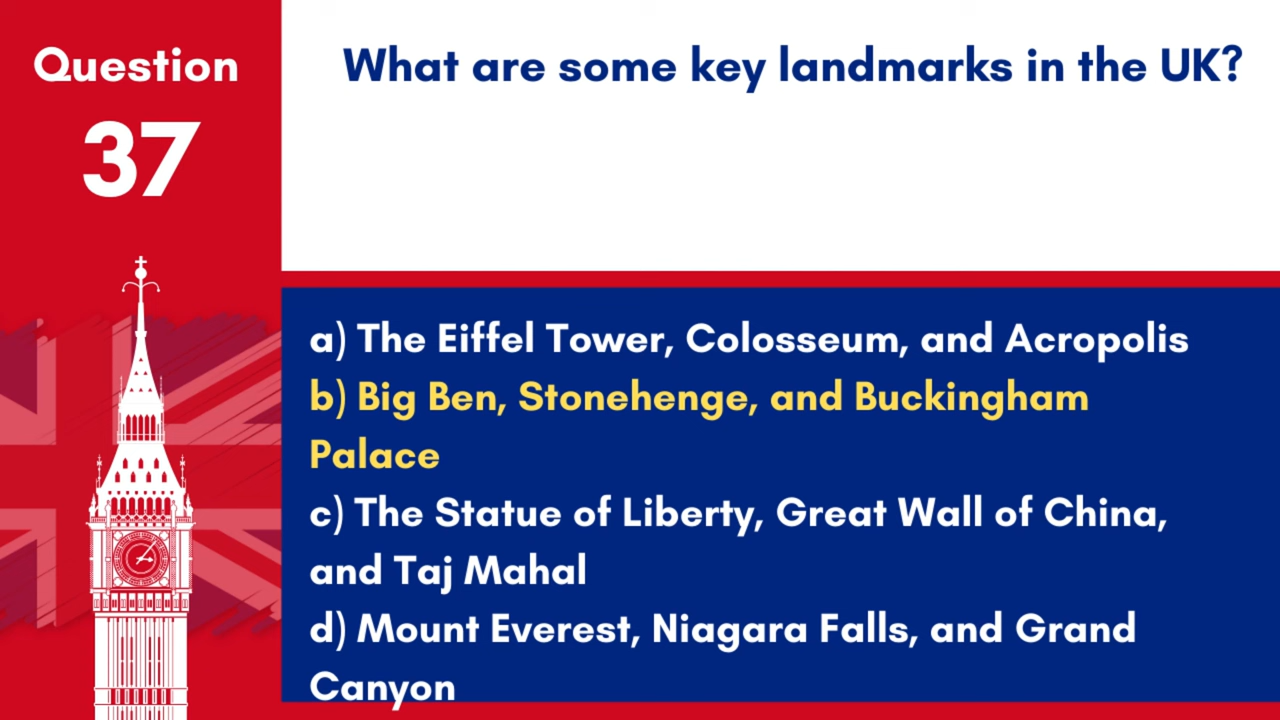 Question
37
What are some key landmarks in the UK?
a) The Eiffel Tower, Colosseum, and Acropolis
b) Big Ben, Stonehenge, and Buckingham
Palace
c) The Statue of Liberty, Great Wall of China,
and Taj Mahal
d) Mount Everest, Niagara Falls, and Grand
Canyon